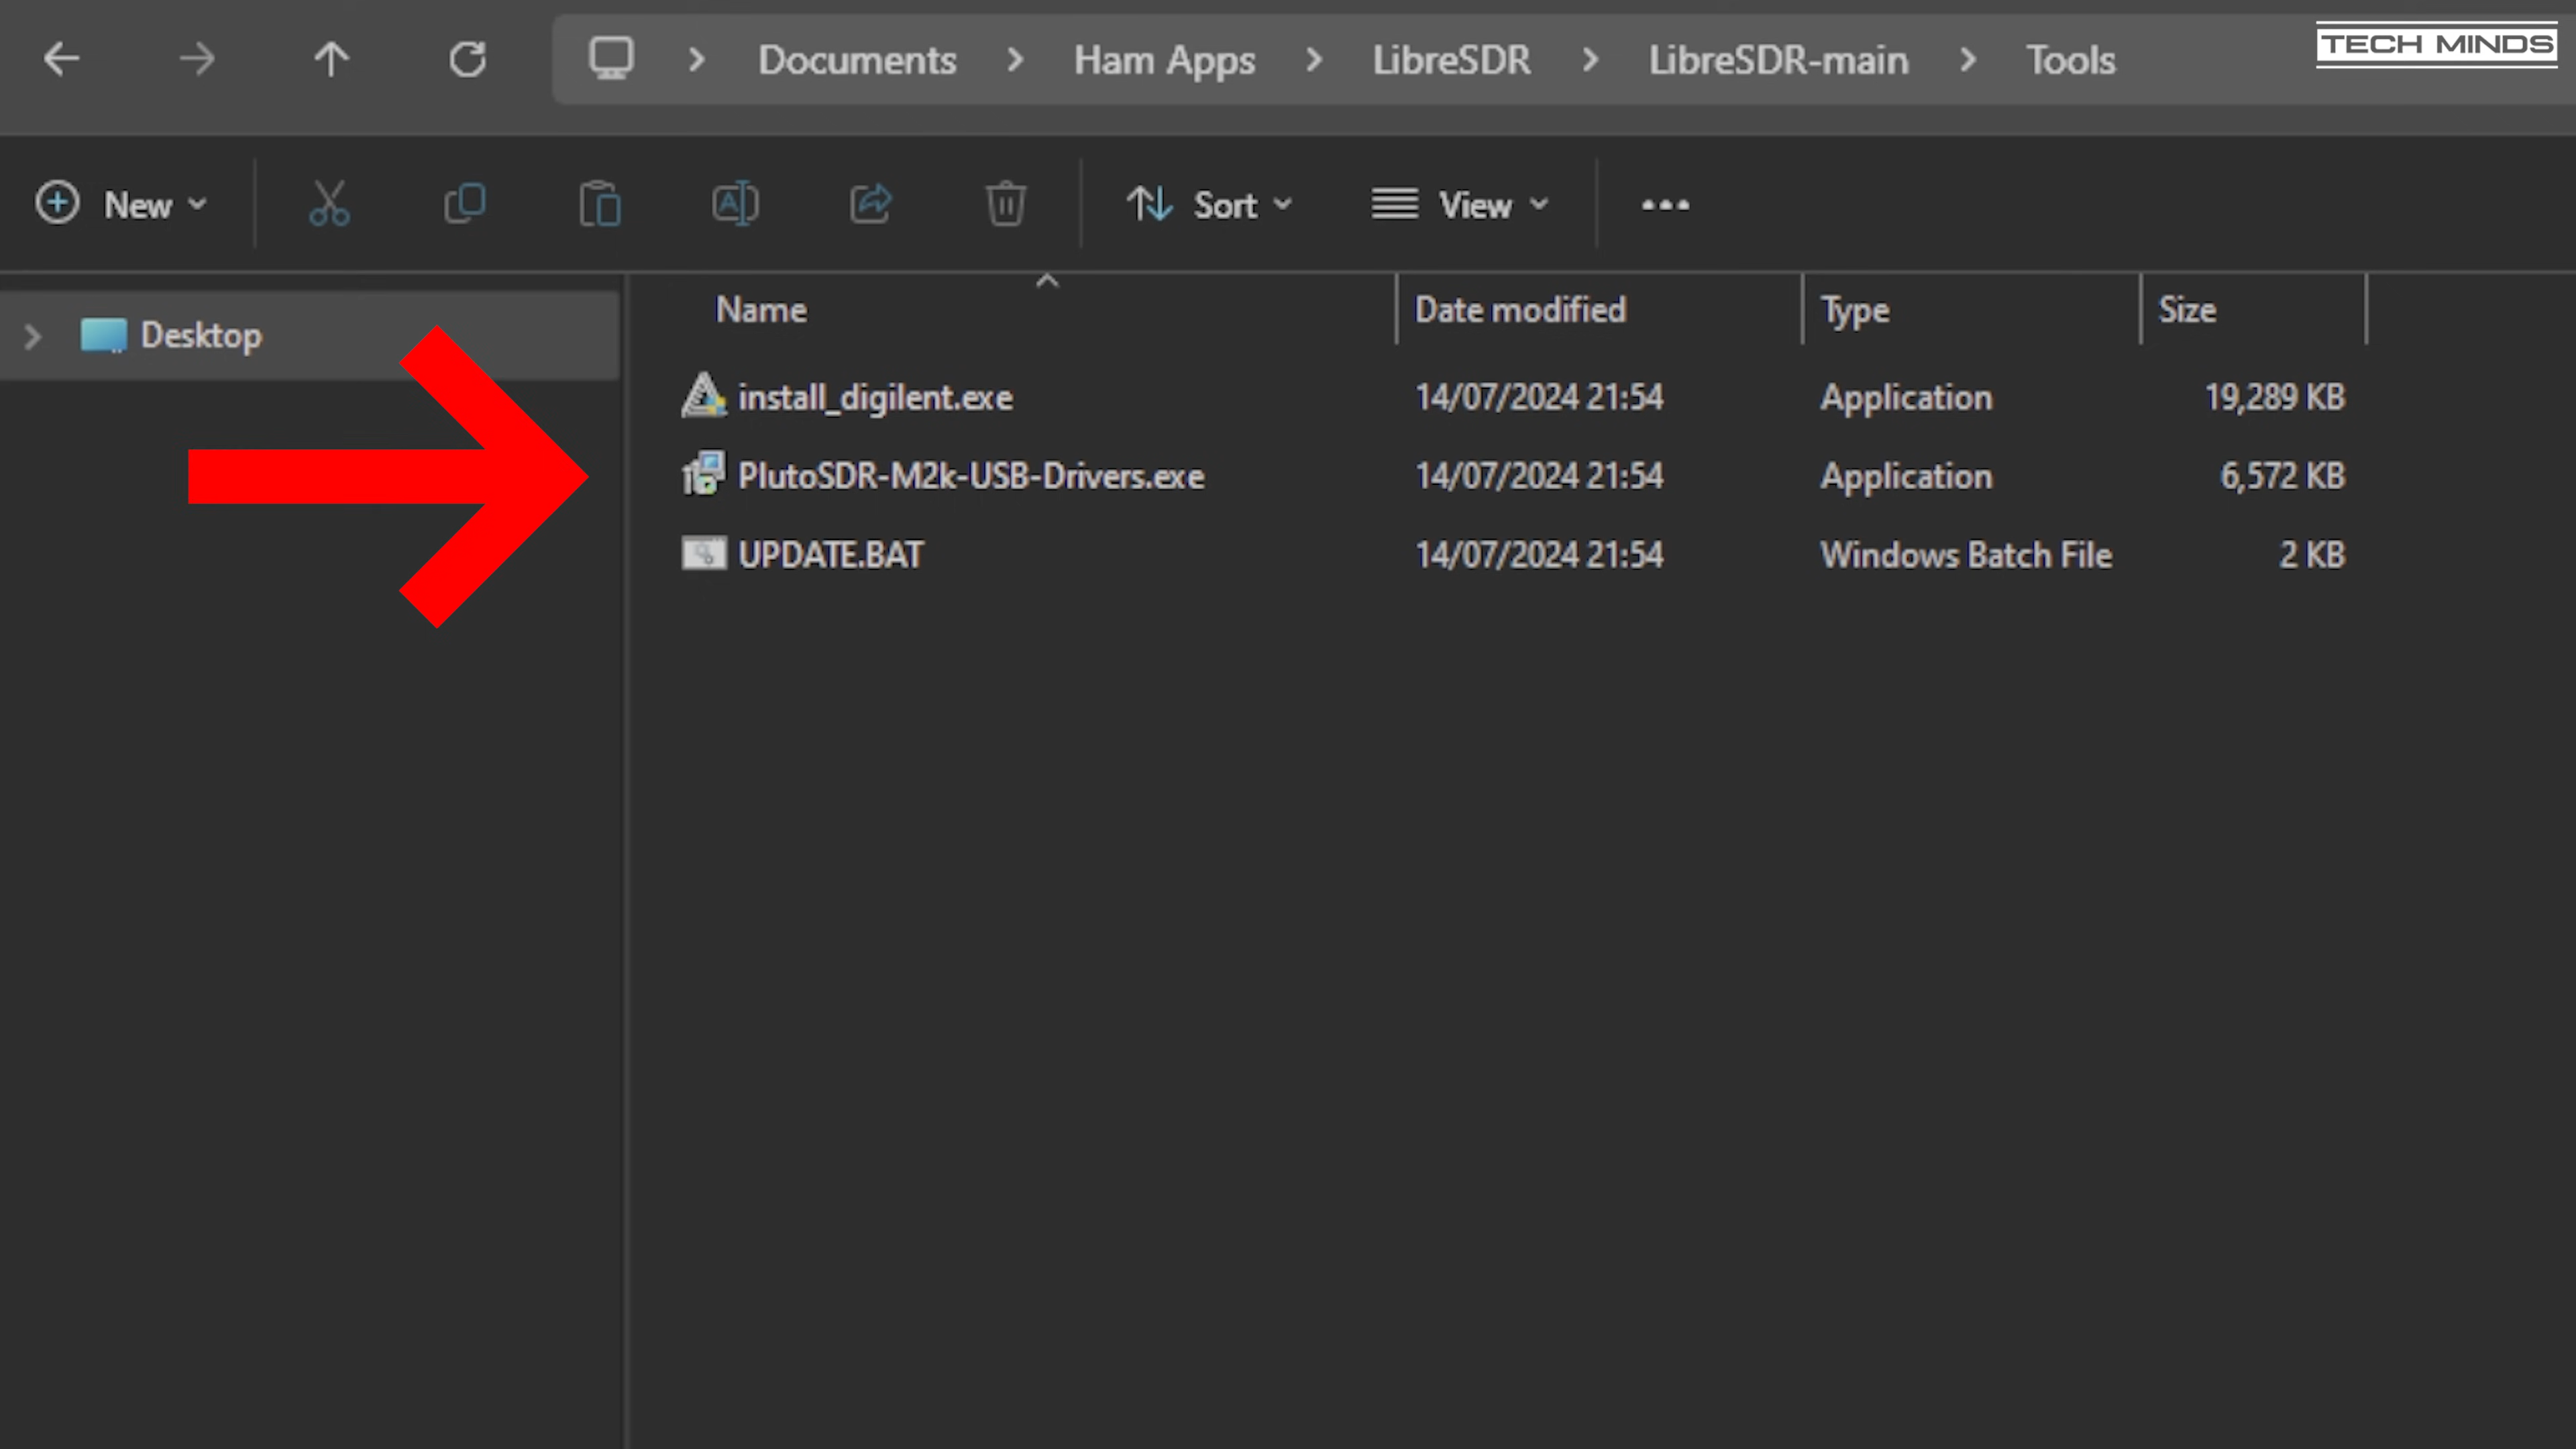 Documents > Ham Apps > LibreSDR > LibreSDR-main > Tools
TECH MINDS
New Sort View
Desktop
Name Date modified Type Size
install_digilent.exe 14/07/2024 21:54 Application 19,289 KB
PlutoSDR-M2k-USB-Drivers.exe 14/07/2024 21:54 Application 6,572 KB
UPDATE.BAT 14/07/2024 21:54 Windows Batch File 2 KB